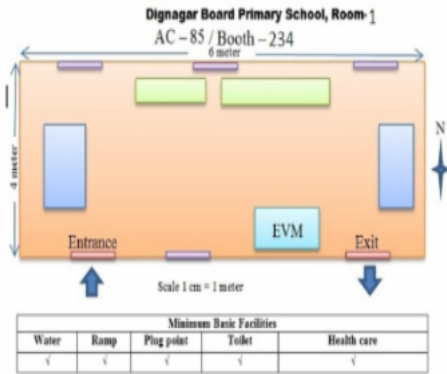 Dignagar Board Primary School, Room-1
AC – 85 / Booth – 234
6 meter
4 meter
N
EVM
Entrance
Exit
Scale 1 cm = 1 meter
Minimum Basic Facilities
Water Ramp Plug point Toilet Health care
√ √ √ √ √